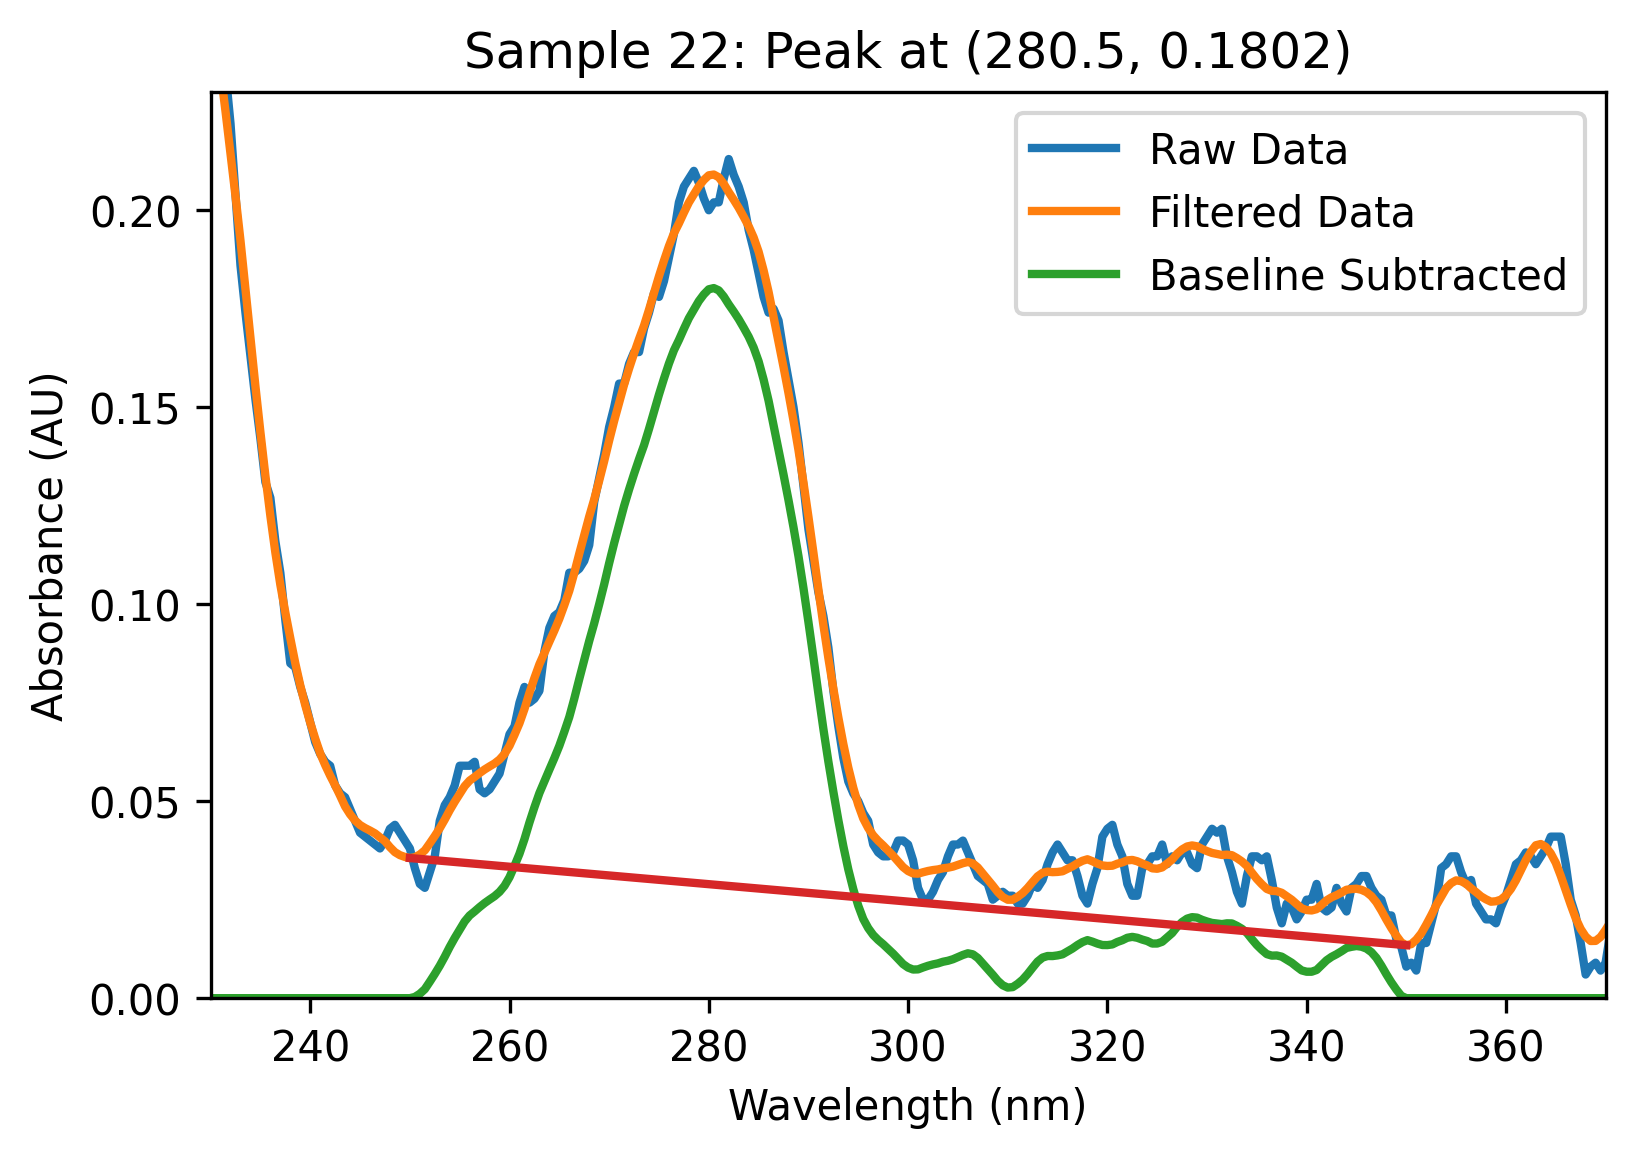 Sample 22: Peak at (280.5, 0.1802)
Raw Data
Filtered Data
Baseline Subtracted
Absorbance (AU)
0.20
0.15
0.10
0.05
0.00
240 260 280 300 320 340 360
Wavelength (nm)